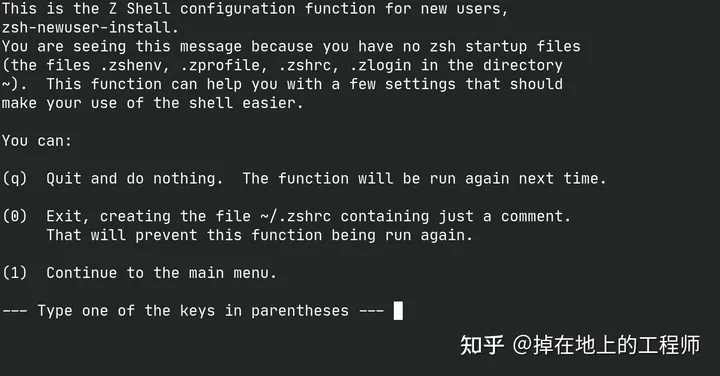 This is the Z Shell configuration function for new users,
zsh-newuser-install.
You are seeing this message because you have no zsh startup files
(the files .zshenv, .zprofile, .zshrc, .zlogin in the directory
~).  This function can help you with a few settings that should
make your use of the shell easier.
You can:
(q)  Quit and do nothing.  The function will be run again next time.
(0)  Exit, creating the file ~/.zshrc containing just a comment.
     That will prevent this function being run again.
(1)  Continue to the main menu.
--- Type one of the keys in parentheses ---
知乎 @掉在地上的工程师